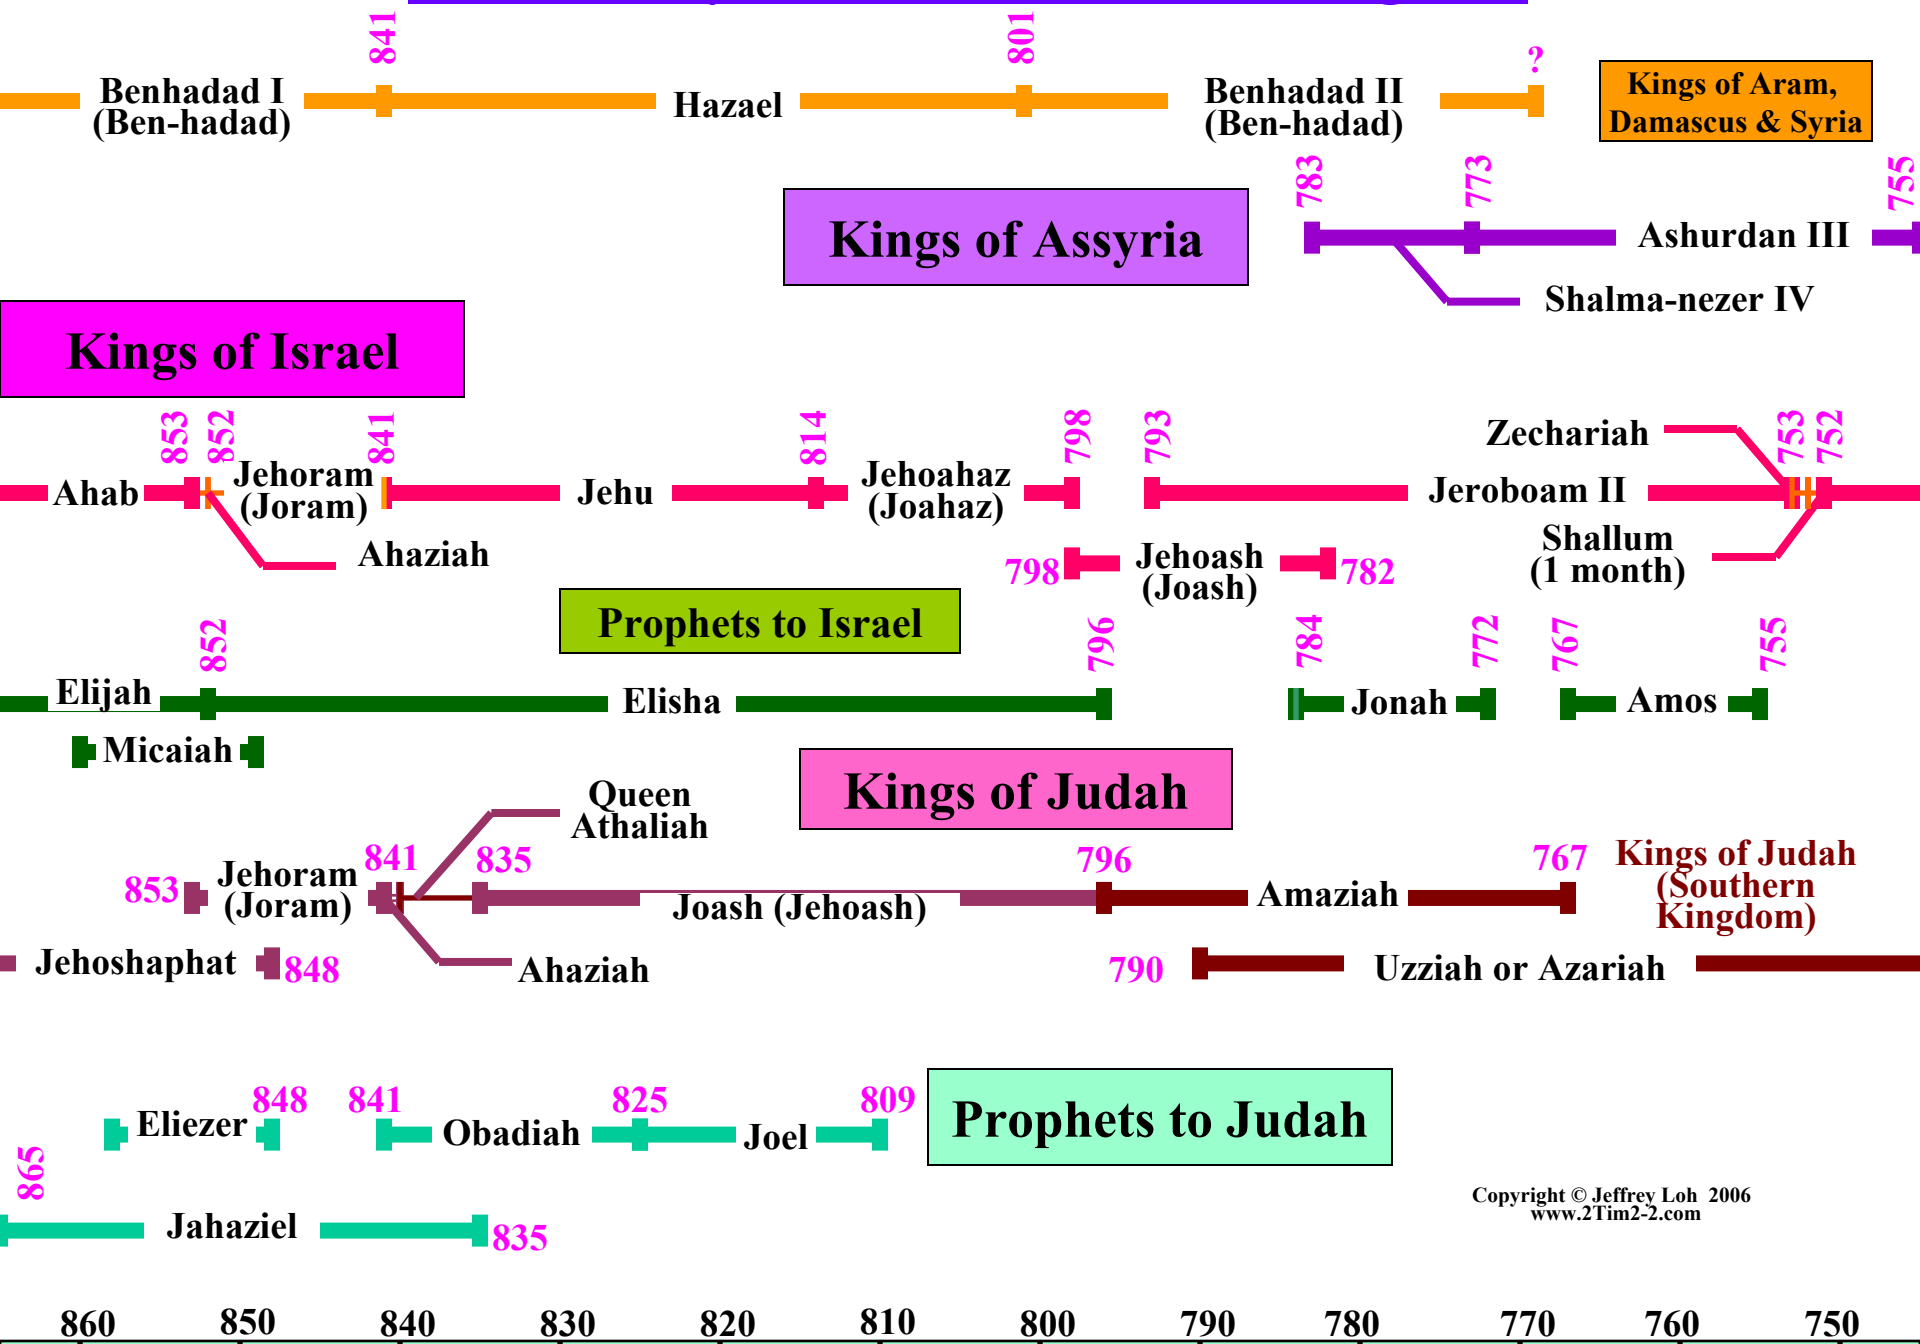 841
801
?
Benhadad I
(Ben-hadad)
Hazael
Benhadad II
(Ben-hadad)
Kings of Aram,
Damascus & Syria
783
773
755
Kings of Assyria
Ashurdan III
Shalma-nezer IV
Kings of Israel
853
852
841
814
798
793
753
752
Zechariah
Ahab
Jehoram
(Joram)
Jehu
Jehoahaz
(Joahaz)
Jeroboam II
Ahaziah
798
Jehoash
(Joash)
782
Shallum
(1 month)
Prophets to Israel
852
796
784
772
767
755
Elijah
Elisha
Jonah
Amos
Micaiah
Kings of Judah
Queen
Athaliah
853
Jehoram
(Joram)
841
835
796
767
Joash (Jehoash)
Amaziah
Kings of Judah
(Southern
Kingdom)
Jehoshaphat
848
Ahaziah
790
Uzziah or Azariah
Prophets to Judah
Eliezer
848
841
Obadiah
825
Joel
809
865
Jahaziel
835
Copyright © Jeffrey Loh 2006
www.2Tim2-2.com
860 850 840 830 820 810 800 790 780 770 760 750